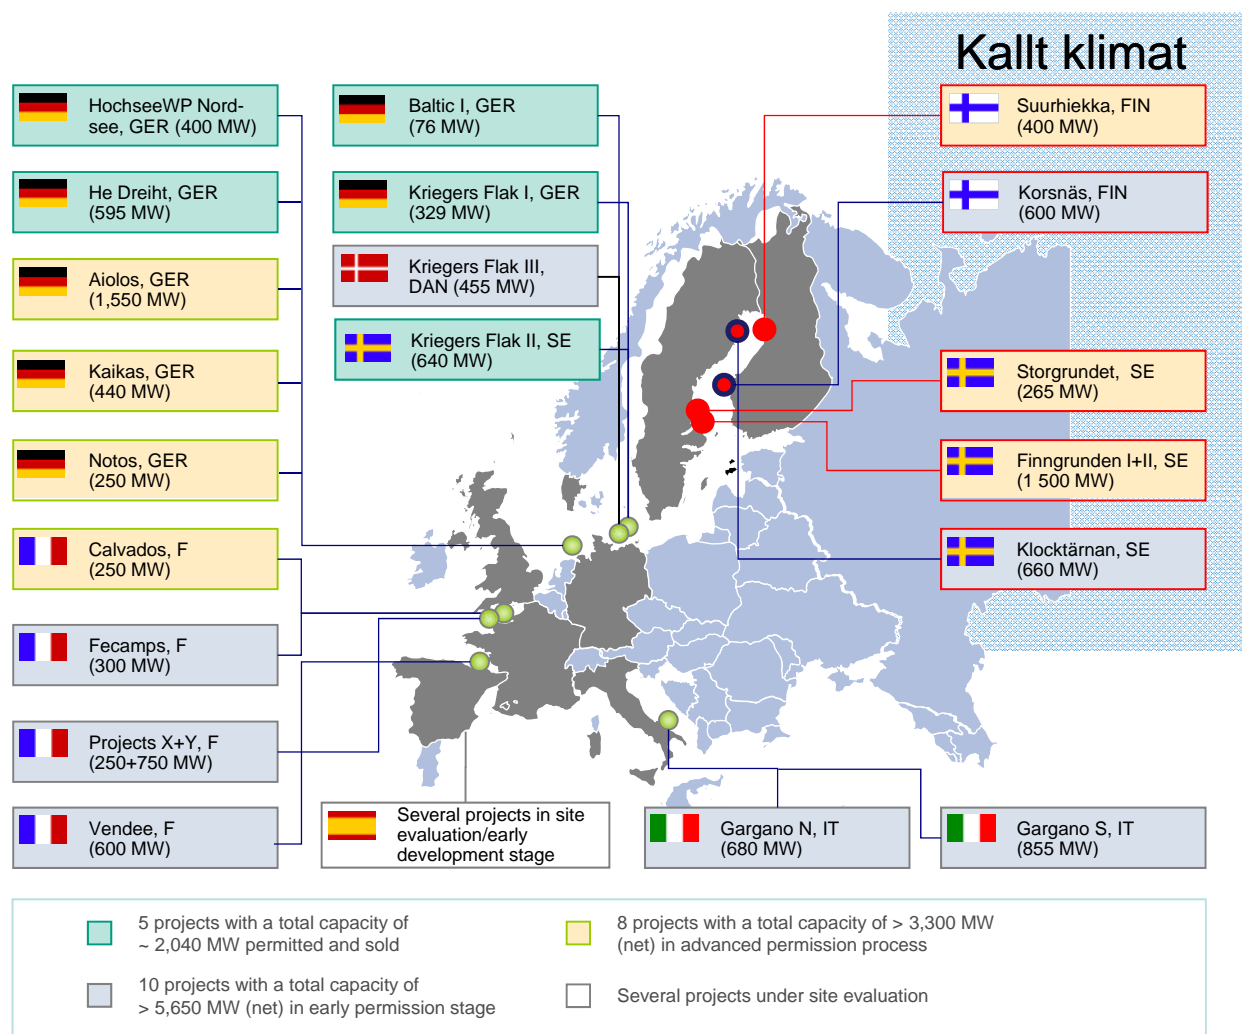 Kallt klimat
HochseeWP Nord-
see, GER (400 MW)
He Dreiht, GER
(595 MW)
Aiolos, GER
(1,550 MW)
Kaikas, GER
(440 MW)
Notos, GER
(250 MW)
Calvados, F
(250 MW)
Fecamps, F
(300 MW)
Projects X+Y, F
(250+750 MW)
Vendee, F
(600 MW)
Baltic I, GER
(76 MW)
Kriegers Flak I, GER
(329 MW)
Kriegers Flak III,
DAN (455 MW)
Kriegers Flak II, SE
(640 MW)
Suurhiekka, FIN
(400 MW)
Korsnäs, FIN
(600 MW)
Storgrundet, SE
(265 MW)
Finngrunden I+II, SE
(1 500 MW)
Klocktärnan, SE
(660 MW)
Several projects in site
evaluation/early
development stage
Gargano N, IT
(680 MW)
Gargano S, IT
(855 MW)
5 projects with a total capacity of
~ 2,040 MW permitted and sold
8 projects with a total capacity of > 3,300 MW
(net) in advanced permission process
10 projects with a total capacity of
> 5,650 MW (net) in early permission stage
Several projects under site evaluation